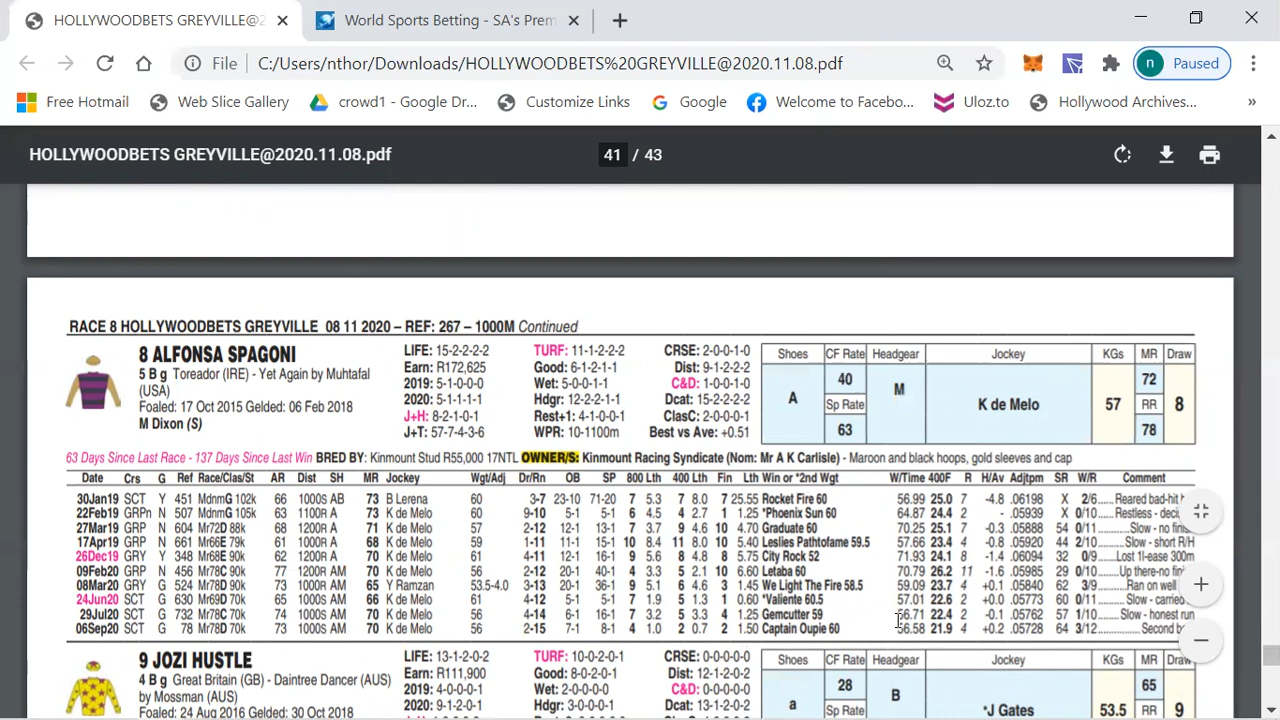 HOLLYWOODBETS GREYVILLE@2
World Sports Betting - SA's Prem
File C:/Users/nthor/Downloads/HOLLYWOODBETS%20GREYVILLE@2020.11.08.pdf
n Paused
Free Hotmail Web Slice Gallery crowd1 - Google Dr... Customize Links Google Welcome to Faceb... Uloz.to Hollywood Archives... »
HOLLYWOODBETS GREYVILLE@2020.11.08.pdf 41 / 43
RACE 8 HOLLYWOODBETS GREYVILLE 08 11 2020 – REF: 267 – 1000M Continued
8 ALFONSA SPAGONI LIFE: 15-2-2-2-2 TURF: 11-1-2-2-2 CRSE: 2-0-0-1-0 Shoes CF Rate Headgear Jockey KGs MR Draw
5 B g Toreador (IRE) - Yet Again by Muhtafal Earn: R172,625 Good: 6-1-2-1-1 Dist: 9-1-2-2-2 A 40 M K de Melo 57 72 8
(USA) 2019: 5-1-0-0-0 Wet: 5-0-0-1-1 C&D: 1-0-0-1-0
Foaled: 17 Oct 2015 Gelded: 06 Feb 2018 2020: 5-1-1-1-1 Hdgr: 12-2-2-1-1 Dcat: 15-2-2-2-2 Sp Rate RR
M Dixon (S) J+H: 8-2-1-0-1 Rest+1: 4-1-0-0-1 ClasC: 2-0-0-0-1 63 78
J+T: 57-7-4-3-6 WPR: 10-1100m Best vs Ave: +0.51
63 Days Since Last Race - 137 Days Since Last Win BRED BY: Kinmount Stud R55,000 17NTL OWNER/S: Kinmount Racing Syndicate (Nom: Mr A K Carlisle) - Maroon and black hoops, gold sleeves and cap
Date Crs G Ref Race/Clas/St AR Dist SH MR Jockey Wgt/Adj Dr/Rn OB SP 800 Lth 400 Lth Fin Lth Win or *2nd Wgt W/Time 400F R H/Av Adjtpm SR W/R Comment
30Jan19 SCT Y 451 MdnmG 102k 66 1000S AB 73 B Lerena 60 3-7 23-10 71-20 7 5.3 7 8.0 7 25.55 Rocket Fire 60 56.99 25.0 7 -4.8 .06198 X 2/6 ...Reared bad-hit
22Feb19 GRPn N 507 MdnmG 105k 63 1100A AM 73 K de Melo 60 9-10 5-1 5-1 6 4.5 4 2.7 1 1.25 *Phoenix Sun 60 64.87 24.4 2 - .05939 X 0/10 ...Restless - deci
27Mar19 GRP N 604 Mr72D 88k 68 1200A AM 71 K de Melo 57 2-12 12-1 13-1 7 3.7 9 4.6 10 4.70 Graduate 60 70.25 25.1 7 -0.3 .05888 54 0/11 Slow - no fini
17Apr19 GRP N 661 Mr66E 79k 61 1000A AM 70 K de Melo 59 1-11 11-1 15-1 10 8.4 11 8.0 10 5.40 Leslies Pathtofame 59.5 57.66 23.4 4 -0.8 .05920 44 2/10 Slow - short R/H
26Dec19 GRY Y 348 Mr68E 90k 62 1200A AM 70 K de Melo 61 4-11 12-1 16-1 9 5.6 8 4.8 8 5.75 City Rock 52 71.93 24.1 8 -1.4 .06094 32 0/9 Lost 1l-ease 300m
09Feb20 GRP N 456 Mr78C 90k 77 1200A AM 70 K de Melo 56 2-12 20-1 40-1 4 3.3 5 2.1 10 6.60 Letaba 60 70.79 26.2 11 -1.6 .05985 29 0/10 Up there-no fini
08Mar20 GRY G 524 Mr78D 90k 73 1000S AM 65 Y Ramzan 53.5-4.0 3-13 20-1 36-1 9 5.1 6 4.6 3 1.45 We Light The Fire 58.5 59.09 23.7 4 +0.1 .05840 62 3/9 Ran on well
24Jun20 SCT G 624 Mr70E 65k 65 1000S AM 66 K de Melo 56 4-12 5-1 5-1 7 1.9 5 1.3 1 0.60 *Valiente 60.5 57.01 22.6 2 +0.0 .05773 60 0/11 Slow - carried
29Jul20 SCT G 732 Mr76D 65k 74 1000S AM 70 K de Melo 56 4-14 6-1 16-1 7 3.2 5 3.3 4 1.25 Gemcutter 59 56.71 22.4 2 -0.1 .05762 57 1/10 Slow - honest run
06Sep20 SCT G 78 Mr78D 70k 73 1000S AM 70 K de Melo 56 2-15 7-1 8-1 4 1.0 2 0.7 2 1.50 Captain Oupie 60 56.58 21.9 4 +0.2 .05728 64 3/12 Second b
9 JOZI HUSTLE LIFE: 13-1-2-0-2 TURF: 10-0-2-0-1 CRSE: 0-0-0-0-0 Shoes CF Rate Headgear Jockey KGs MR Draw
4 B g Great Britain (GB) - Daintree Dancer (AUS) Earn: R111,900 Good: 8-0-2-0-1 Dist: 12-1-2-0-2 a 28 B *J Gates 53.5 65 9
by Mossman (AUS) 2019: 4-0-0-0-1 Wet: 2-0-0-0-0 C&D: 0-0-0-0-0
Foaled: 24 Aug 2016 Gelded: 30 Oct 2018 2020: 9-1-2-0-1 Hdgr: 3-0-0-0-1 Dcat: 13-1-2-0-2 Sp Rate RR